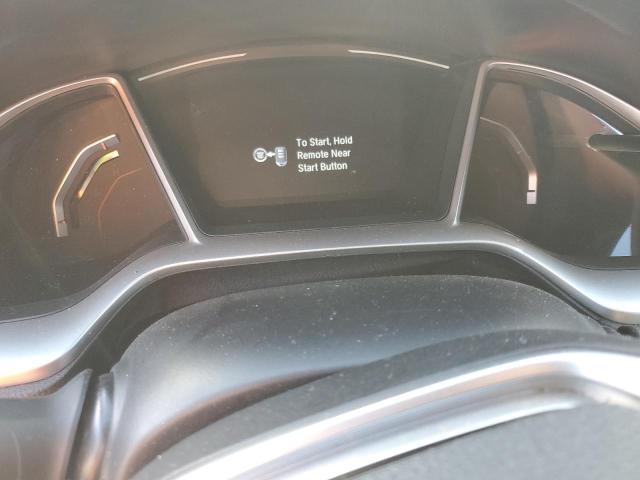 To Start, Hold
Remote Near
Start Button